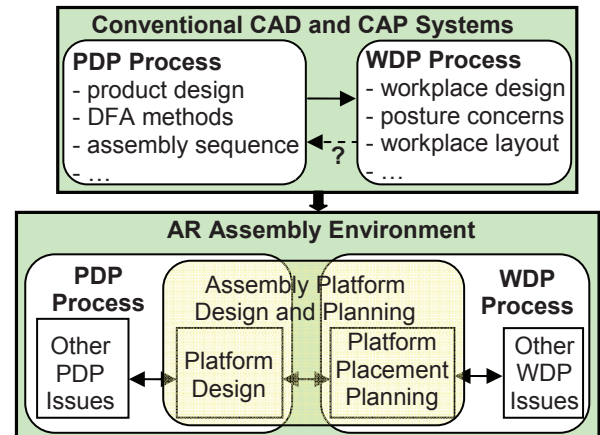 Conventional CAD and CAP Systems
PDP Process
- product design
- DFA methods
- assembly sequence
- ...
WDP Process
- workplace design
- posture concerns
- workplace layout
- ...
?
AR Assembly Environment
PDP
Process
Assembly Platform
Design and Planning
WDP
Process
Other
PDP
Issues
Platform
Design
Platform
Placement
Planning
Other
WDP
Issues